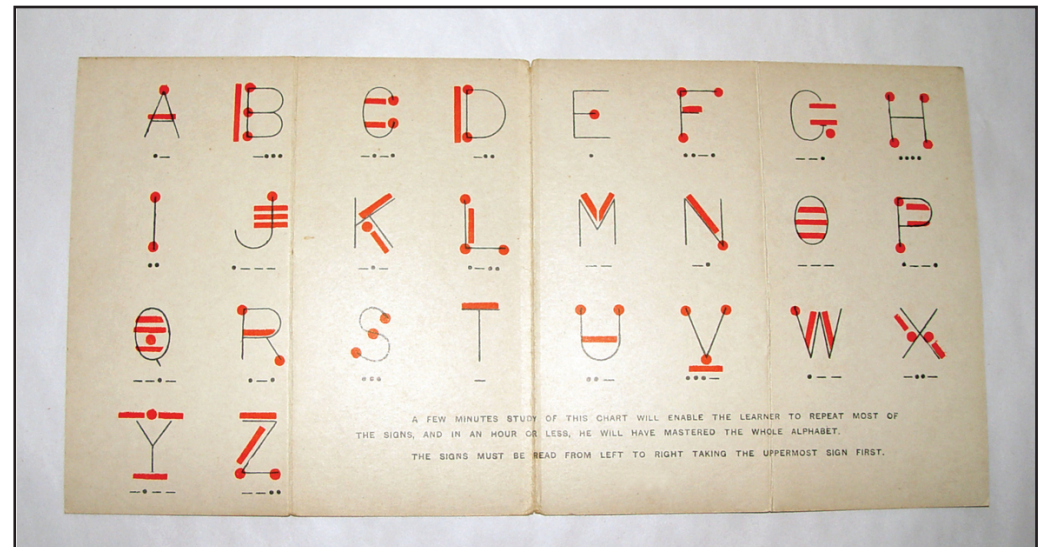 A B C D E F G H
•— —••• —•—• —•• • ••—• ——• ••••
I J K L M N O P
•• •——— —•— •—•• —— —• ——— •——•
Q R S T U V W X
——•— •—• ••• — ••— •••— •—— —••—
Y Z
—•—— ——••
A FEW MINUTES STUDY OF THIS CHART WILL ENABLE THE LEARNER TO REPEAT MOST OF
THE SIGNS, AND IN AN HOUR OR LESS, HE WILL HAVE MASTERED THE WHOLE ALPHABET.
THE SIGNS MUST BE READ FROM LEFT TO RIGHT TAKING THE UPPERMOST SIGN FIRST.